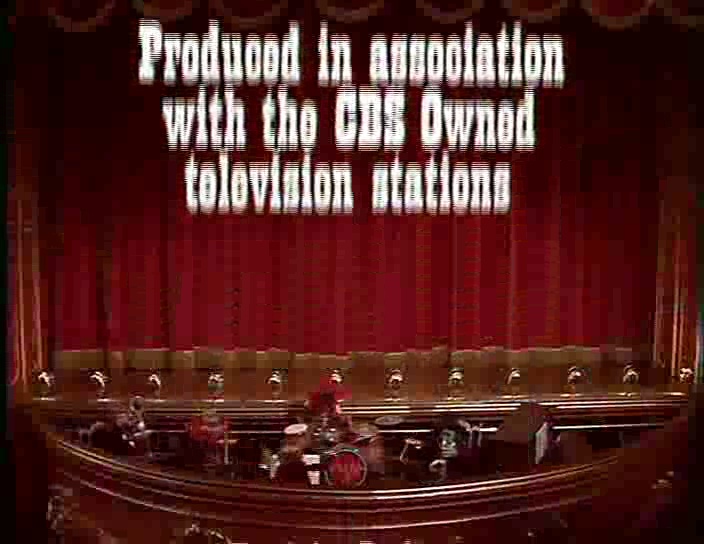 Produced in association
with the CBS Owned
television stations